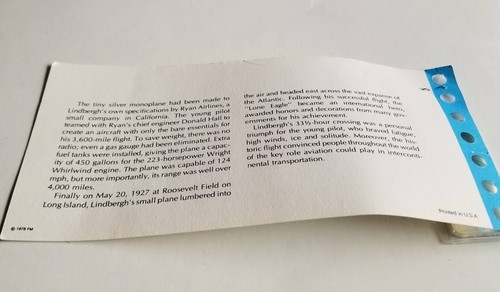 The tiny silver monoplane had been made to
Lindbergh's own specifications by Ryan Airlines, a
small company in California. The young pilot
teamed with Ryan's chief engineer Donald Hall to
create an aircraft with only the bare essentials for
his 3,600-mile flight. To save weight, there was no
radio; even a gas gauge had been eliminated. Extra
fuel tanks were installed, giving the plane a capac-
ity of 450 gallons for the 223-horsepower Wright
Whirlwind engine. The plane was capable of 124
mph, but more importantly, its range was well over
4,000 miles.
Finally on May 20, 1927 at Roosevelt Field on
Long Island, Lindbergh's small plane lumbered into
the air and headed east across the vast expanse of
the Atlantic. Following his successful flight, the
"Lone Eagle" became an international hero,
awarded honors and decorations from many gov-
ernments for his achievement.
Lindbergh's 33½-hour crossing was a personal
triumph for the young pilot, who braved fatigue,
high winds, ice and solitude. Moreover, the his-
toric flight convinced people throughout the world
of the key role aviation could play in interconti-
nental transportation.
Printed in U.S.A.
© 1978 FM